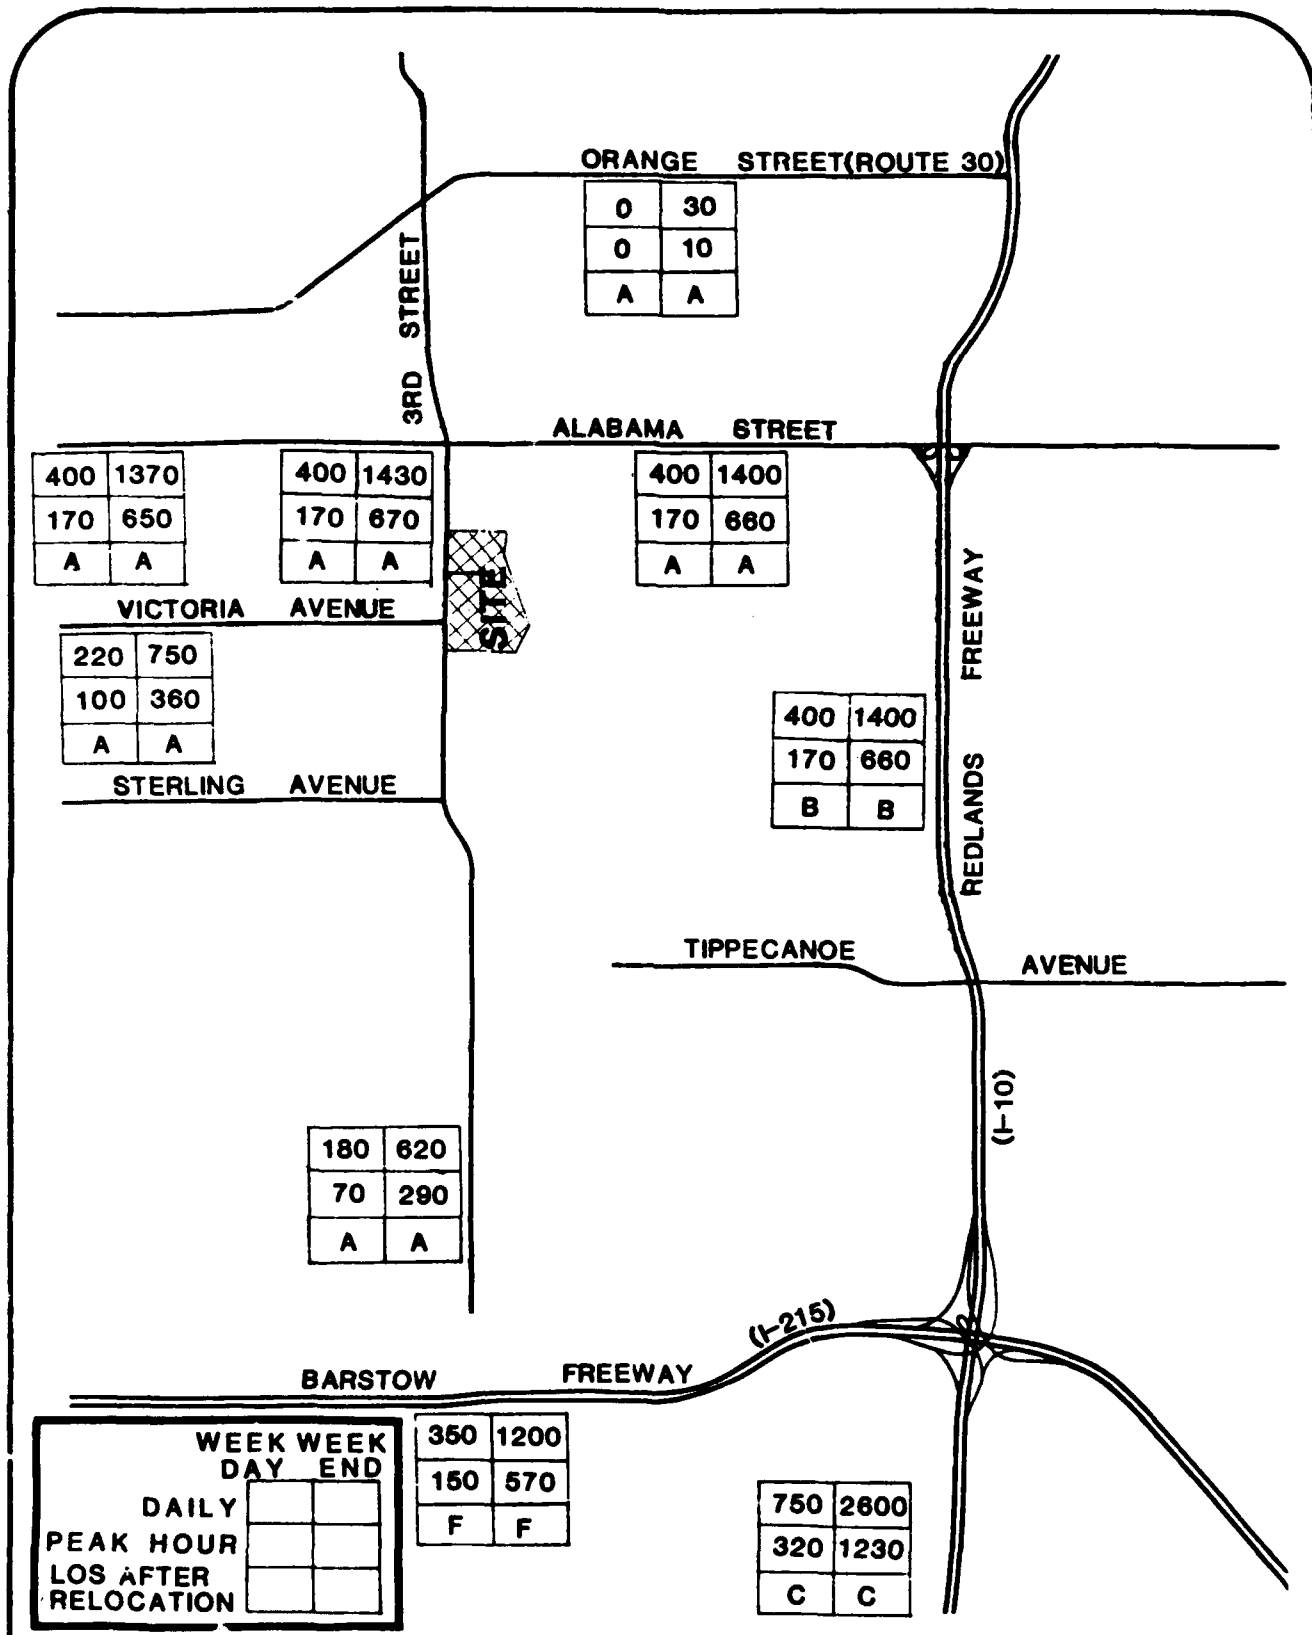 ORANGE STREET(ROUTE 30)
0 30
0 10
A A
3RD STREET
ALABAMA STREET
400 1370
170 650
A A
400 1430
170 670
A A
400 1400
170 660
A A
SITE
VICTORIA AVENUE
220 750
100 360
A A
STERLING AVENUE
400 1400
170 660
B B
REDLANDS FREEWAY
TIPPECANOE AVENUE
(I-10)
180 620
70 290
A A
(I-215)
BARSTOW FREEWAY
350 1200
150 570
F F
750 2600
320 1230
C C
WEEK WEEK
DAY END
DAILY
PEAK HOUR
LOS AFTER
RELOCATION